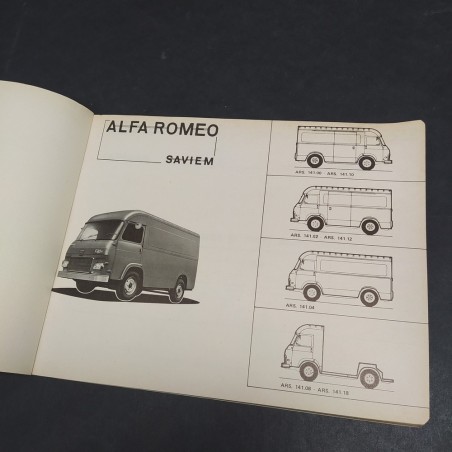 ALFA ROMEO
SAVIEM
ARS. 141.00 - ARS. 141.10
ARS. 141.02 - ARS. 141.12
ARS. 141.04
ARS. 141.08 - ARS. 141.18